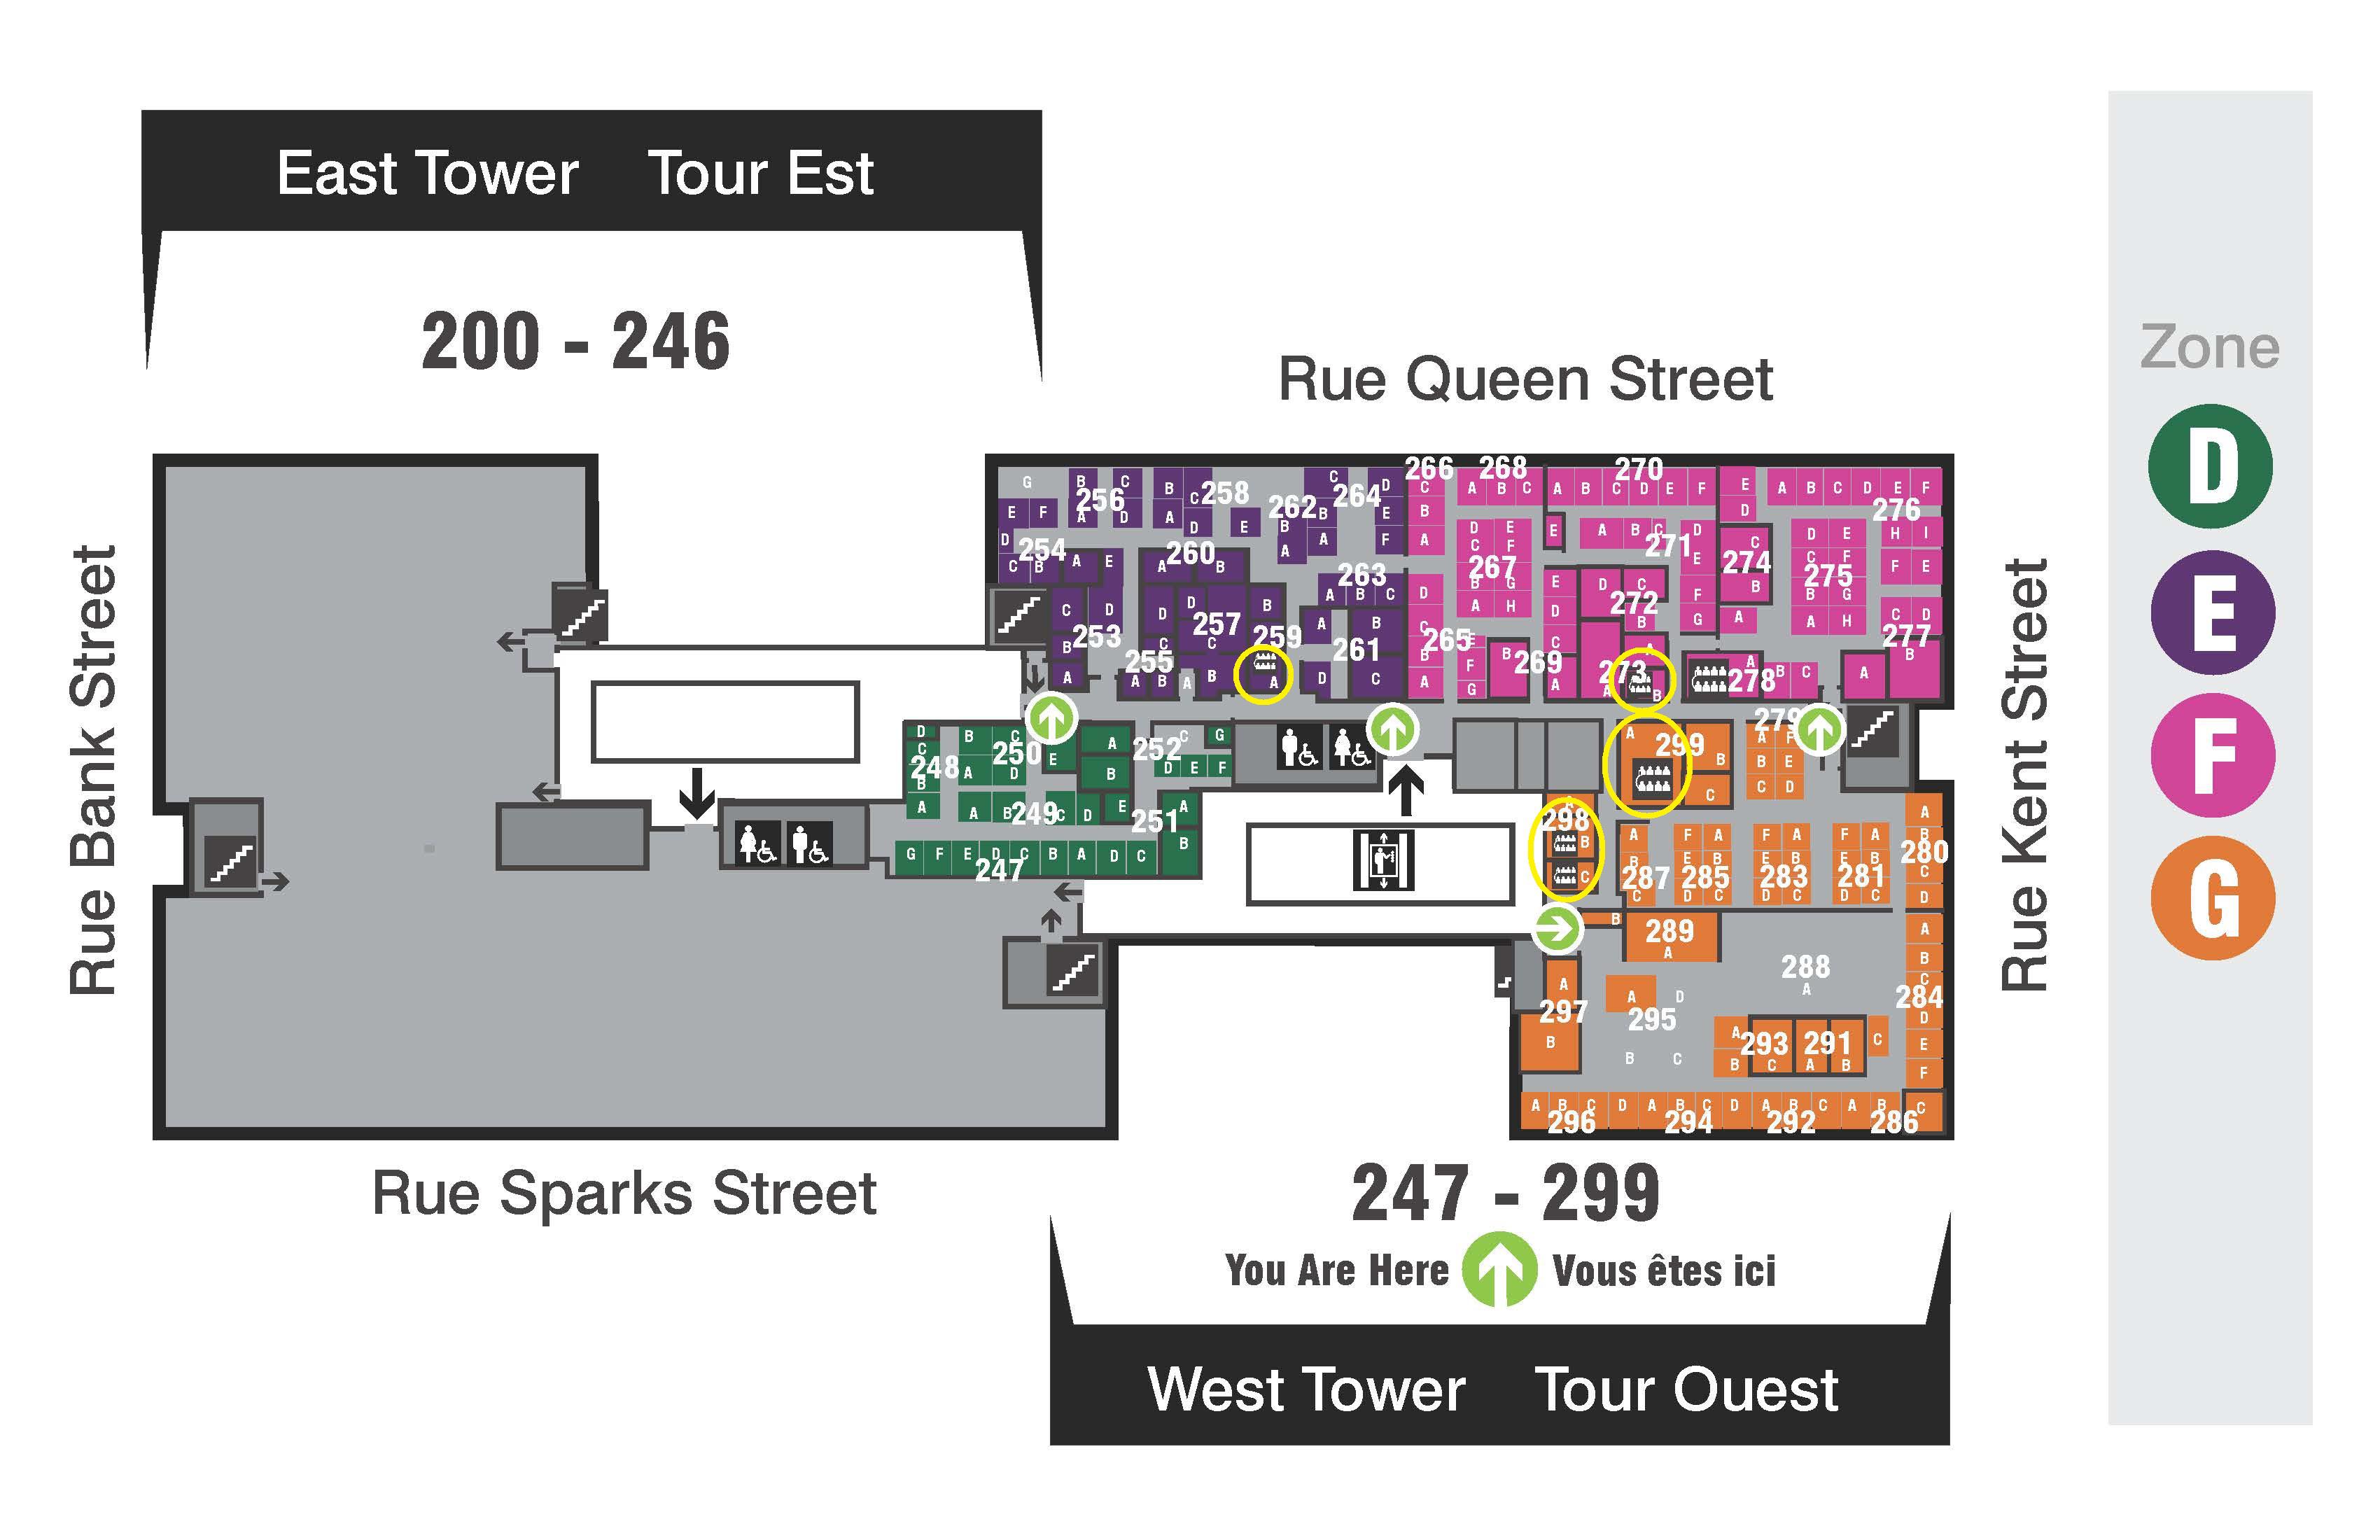 East Tower Tour Est
200 - 246
Rue Queen Street
Zone
D
E
F
G
Rue Bank Street
Rue Kent Street
G B C B C 258 C D 266 268 270 E A B C D E F
256 262 264 C A B C A B C D E F 276
E F A D A D E B B E B D
A A F A D E E A B C D D E H I
D 254 260 263 C F 271 E 274 C C F
C B A E A B 267 275 F E
A B C D B G E D C B B G
C D D D B A B A H D 272 F A A H C D
253 257 259 261 C 265 E C B G 277
B C C B F B 269 A B
255 D C A G A 273 278 A B C A
A A B A B A A B
D B C E A 252 C G 299 279
C 250 A A F
248 A D B D E F B B E
B C C D
A A B 249 C D E 251 A A 298 A
G F E D C B A D C B B A F A F A F A B 280
247 C B E B E B E B C
287 285 283 281
C D C D C D C D
B 289 A
A 288 B
A A D A C 284
297 295 D
A 293 291 C E
B B C B C A B F
A B C D A B C D A B C A B C
296 294 292 286
Rue Sparks Street
247 - 299
You Are Here Vous êtes ici
West Tower Tour Ouest